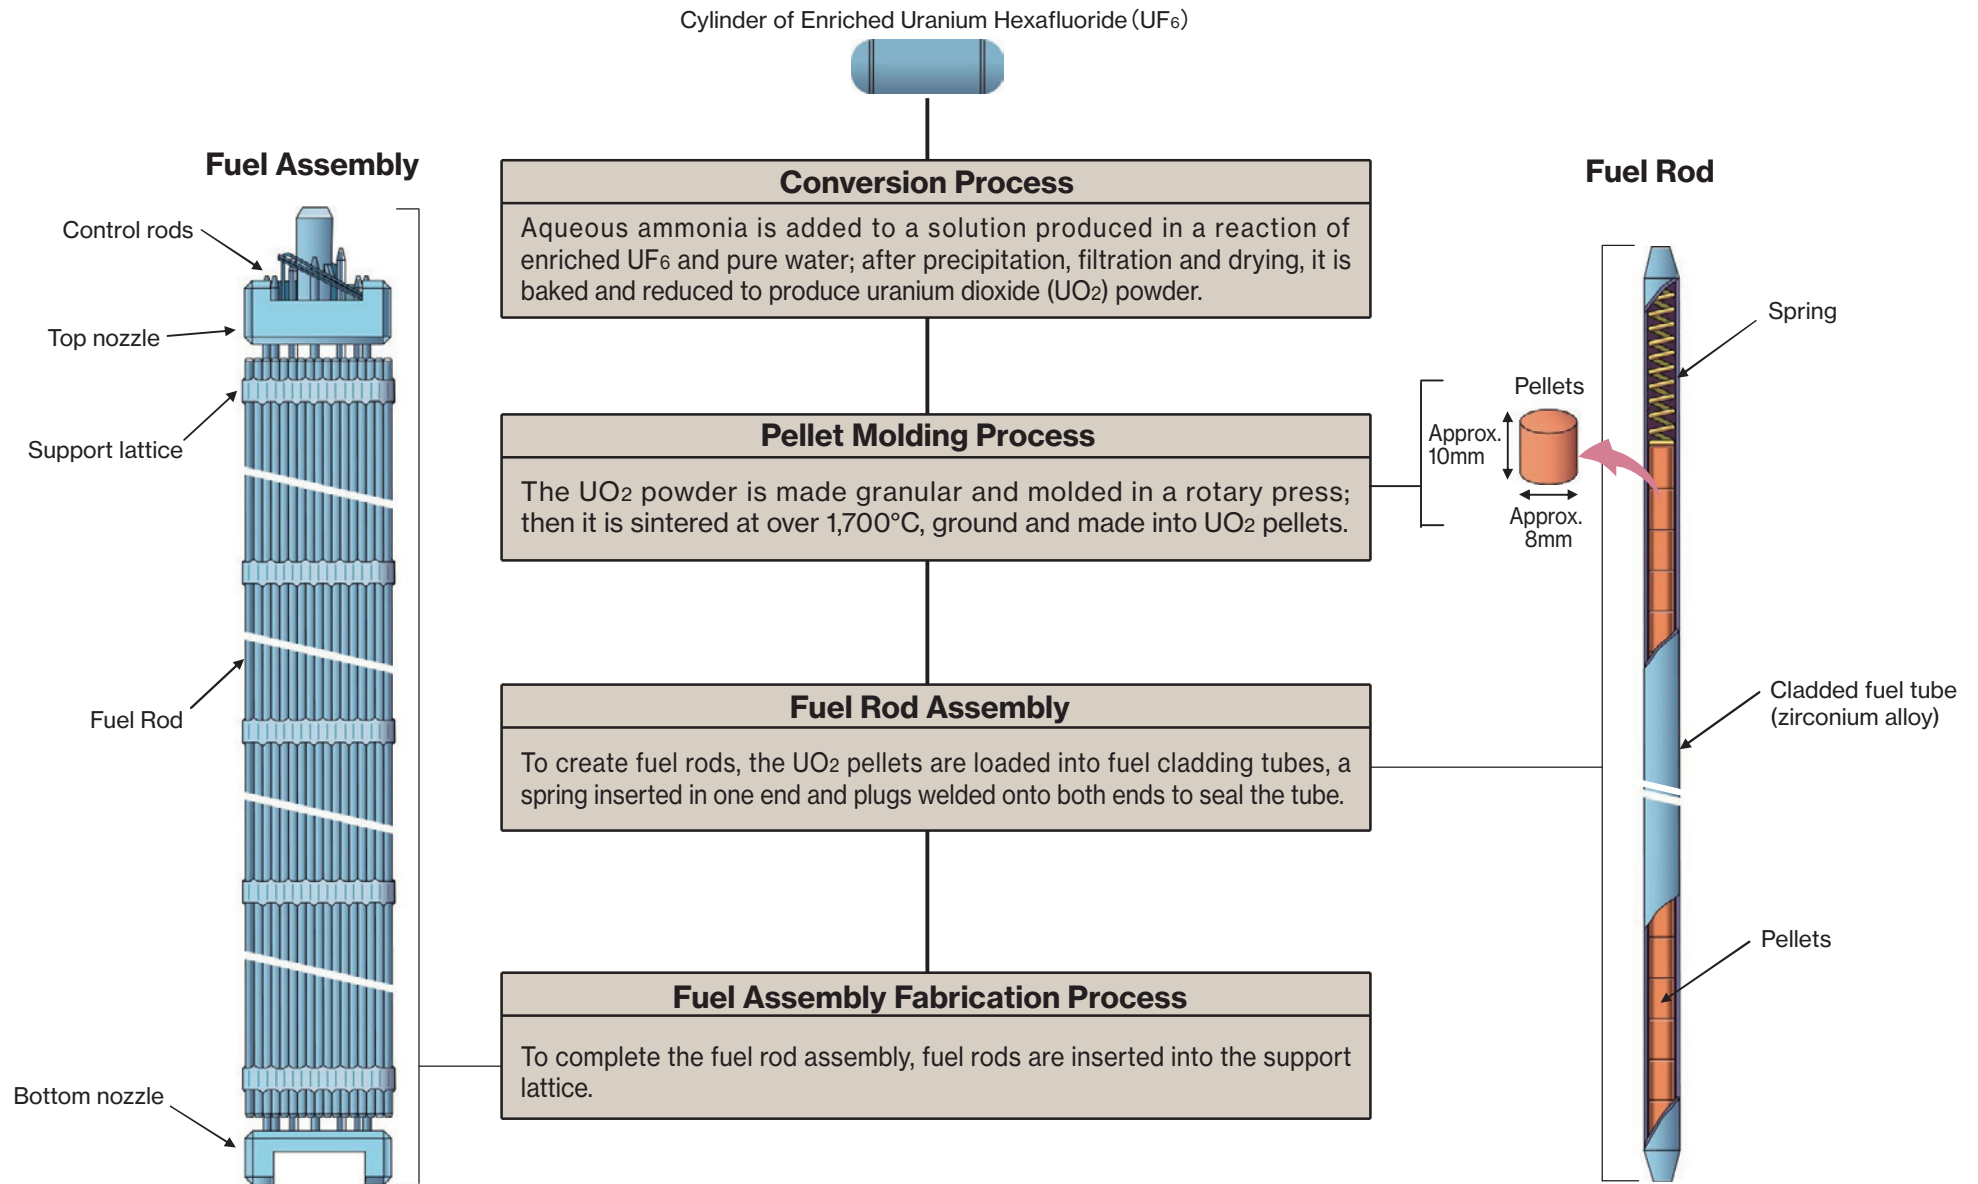 Cylinder of Enriched Uranium Hexafluoride (UF6)
Fuel Assembly
Control rods
Top nozzle
Support lattice
Fuel Rod
Bottom nozzle
Conversion Process
Aqueous ammonia is added to a solution produced in a reaction of
enriched UF6 and pure water; after precipitation, filtration and drying, it is
baked and reduced to produce uranium dioxide (UO2) powder.
Pellet Molding Process
The UO2 powder is made granular and molded in a rotary press;
then it is sintered at over 1,700°C, ground and made into UO2 pellets.
Fuel Rod Assembly
To create fuel rods, the UO2 pellets are loaded into fuel cladding tubes, a
spring inserted in one end and plugs welded onto both ends to seal the tube.
Fuel Assembly Fabrication Process
To complete the fuel rod assembly, fuel rods are inserted into the support
lattice.
Pellets
Approx.
10mm
Approx.
8mm
Fuel Rod
Spring
Cladded fuel tube
(zirconium alloy)
Pellets